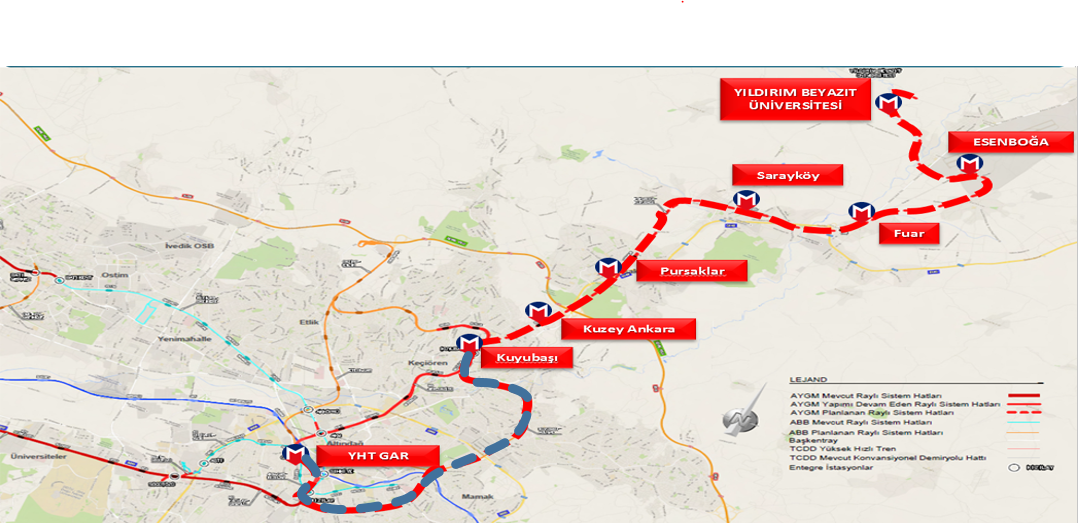 YILDIRIM BEYAZIT
ÜNİVERSİTESİ
ESENBOĞA
Sarayköy
Fuar
Pursaklar
İvedik OSB
Ostim
Etlik
Kuzey Ankara
Yenimahalle
Kuyubaşı
Keçiören
LEJAND
AYGM Mevcut Raylı Sistem Hatları
AYGM Yapımı Devam Eden Raylı Sistem Hatları
AYGM Planlanan Raylı Sistem Hatları
ABB Mevcut Raylı Sistem Hatları
ABB Planlanan Raylı Sistem Hatları
Başkentray
TCDD Yüksek Hızlı Tren
TCDD Mevcut Konvansiyonel Demiryolu Hattı
Entegre İstasyonlar
KIZILAY
Altındağ
YHT GAR
Üniversiteler
Mamak